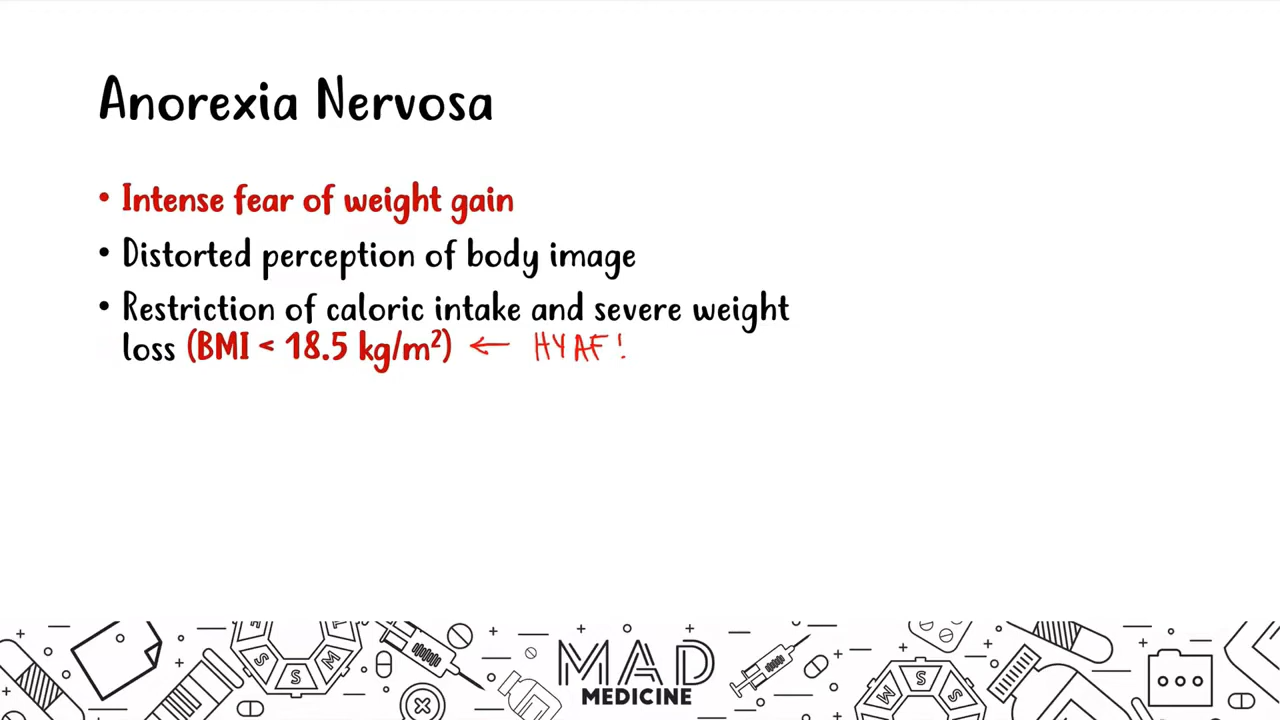 Anorexia Nervosa
• Intense fear of weight gain
• Distorted perception of body image
• Restriction of caloric intake and severe weight
loss (BMI < 18.5 kg/m²) ← HYAF!
S S M
M S S
MAD
MEDICINE